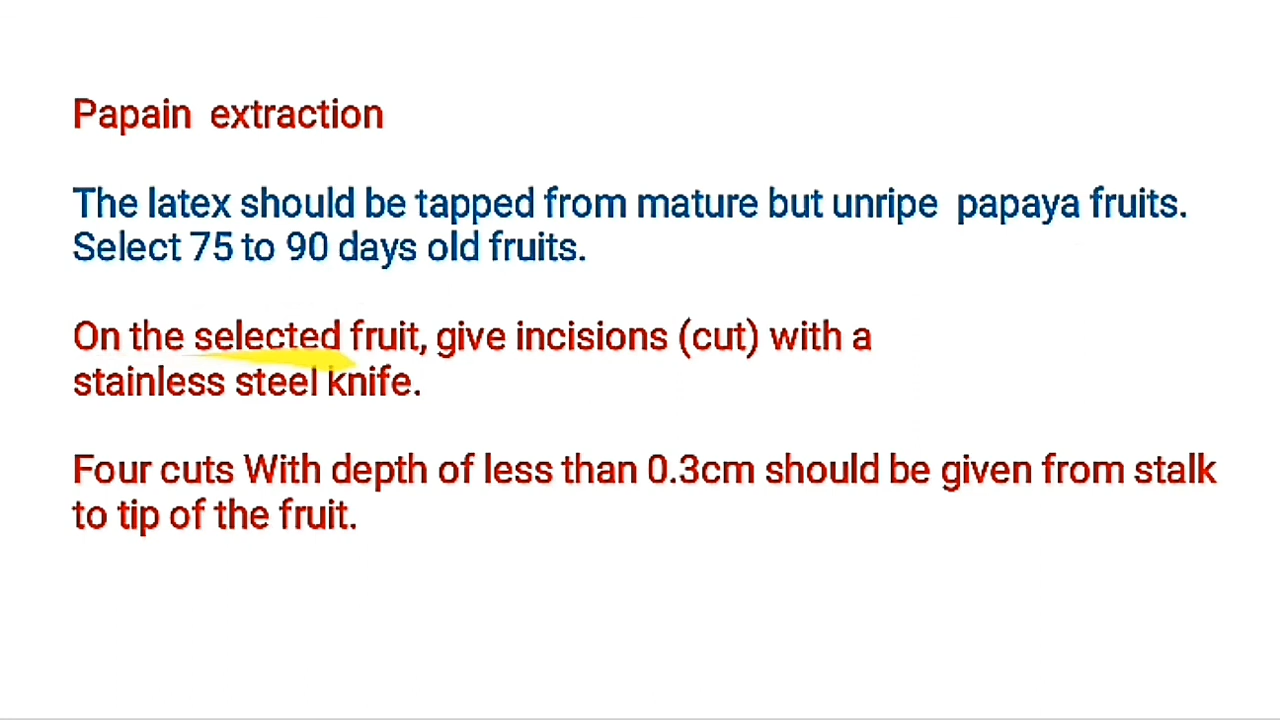 Papain extraction
The latex should be tapped from mature but unripe papaya fruits.
Select 75 to 90 days old fruits.
On the selected fruit, give incisions (cut) with a
stainless steel knife.
Four cuts With depth of less than 0.3cm should be given from stalk
to tip of the fruit.